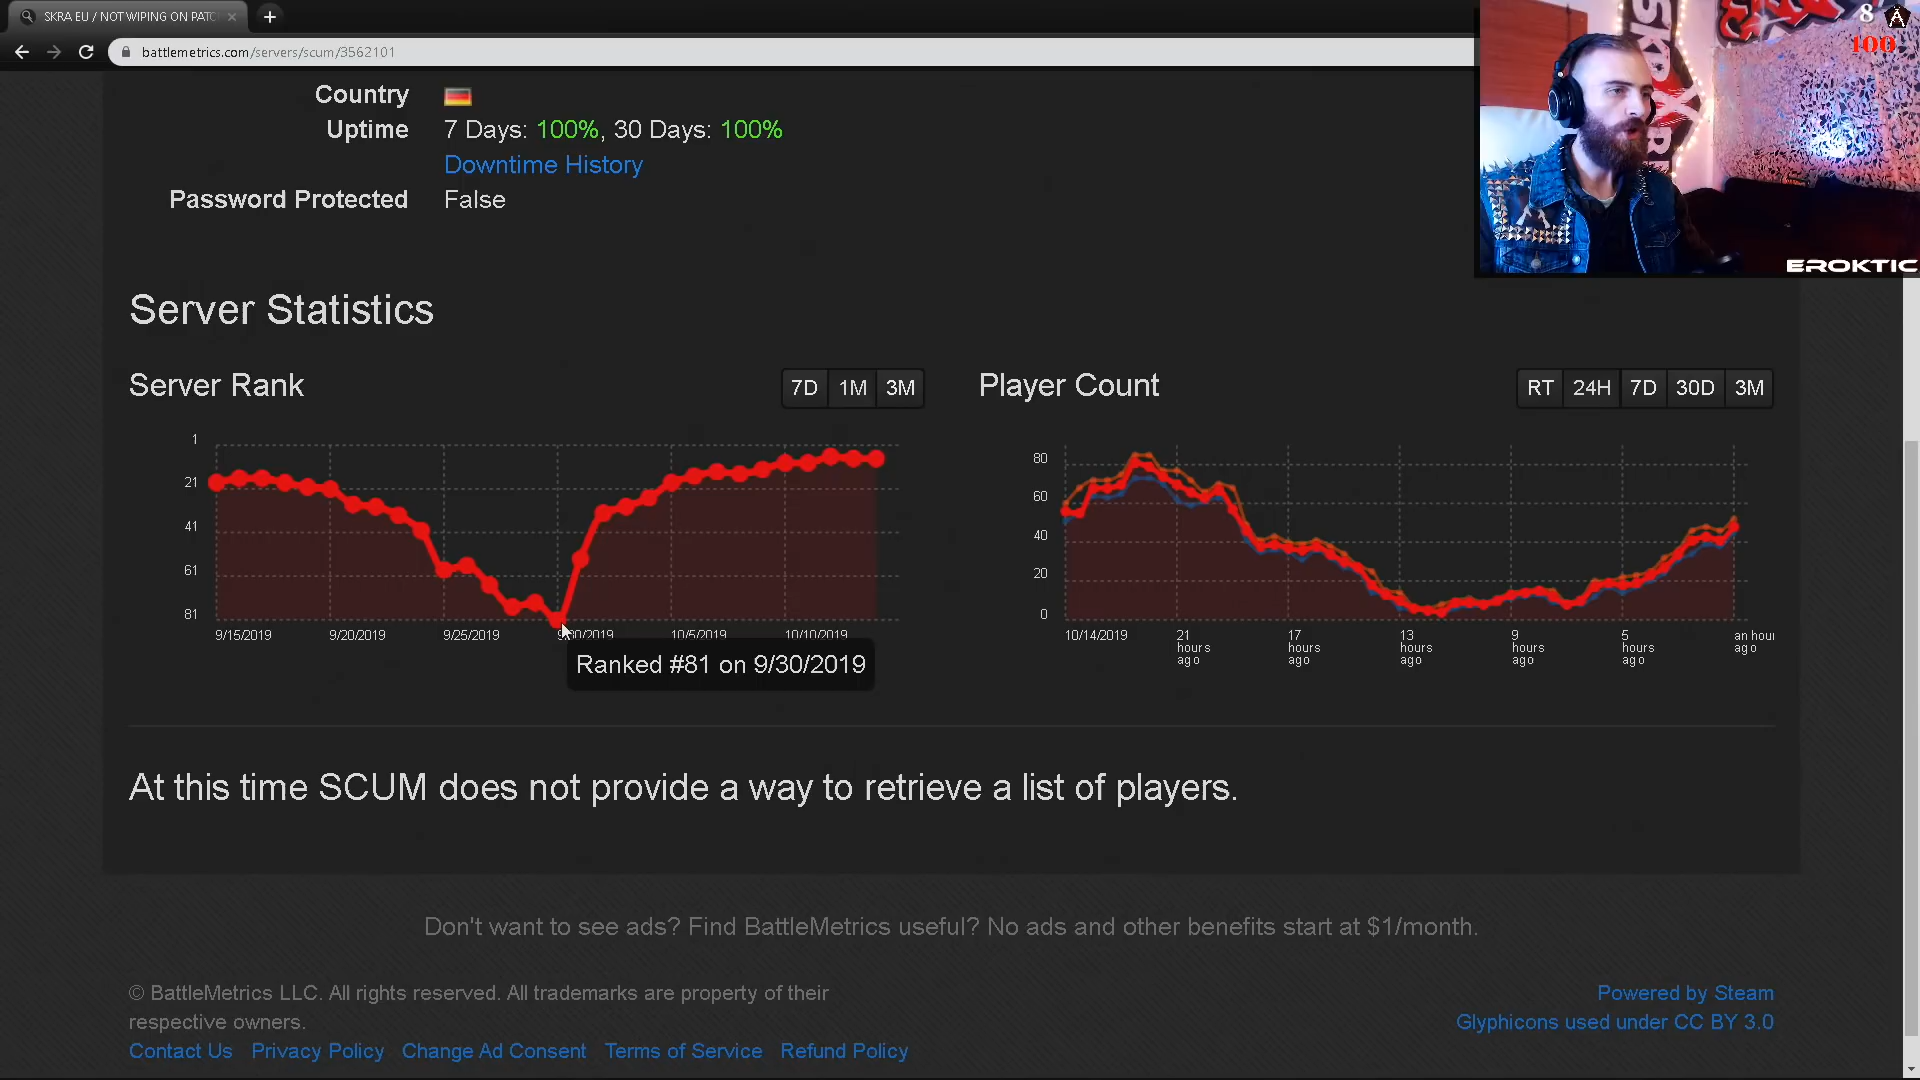 SKRA EU / NOT WIPING ON PATC
battlemetrics.com/servers/scum/3562101
8
100
EROKTIC
Country
Uptime 7 Days: 100%, 30 Days: 100%
Downtime History
Password Protected False
Server Statistics
Server Rank 7D 1M 3M
1
21
41
61
81
9/15/2019 9/20/2019 9/25/2019 10/5/2019 10/10/2019
Ranked #81 on 9/30/2019
Player Count RT 24H 7D 30D 3M
80
60
40
20
0
10/14/2019 21 hours ago 17 hours ago 13 hours ago 9 hours ago 5 hours ago an hour ago
At this time SCUM does not provide a way to retrieve a list of players.
Don't want to see ads? Find BattleMetrics useful? No ads and other benefits start at $1/month.
© BattleMetrics LLC. All rights reserved. All trademarks are property of their
respective owners.
Powered by Steam
Glyphicons used under CC BY 3.0
Contact Us Privacy Policy Change Ad Consent Terms of Service Refund Policy